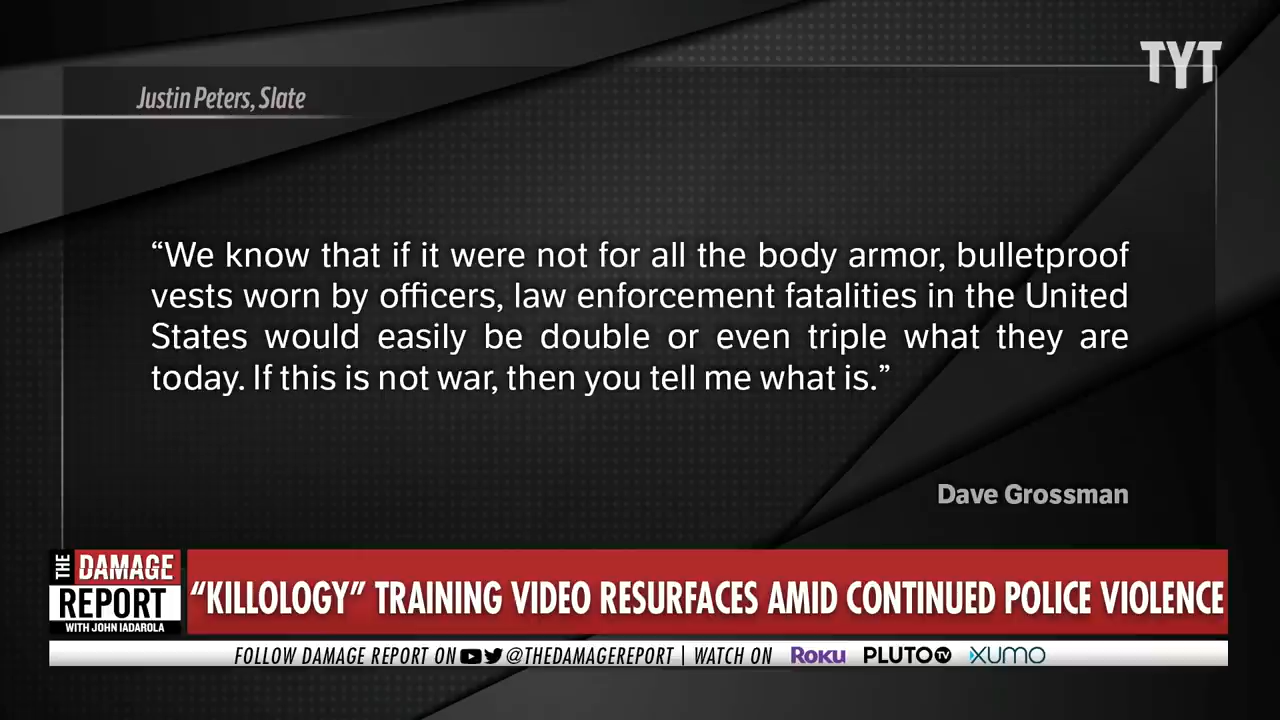 TYT
Justin Peters, Slate
“We know that if it were not for all the body armor, bulletproof
vests worn by officers, law enforcement fatalities in the United
States would easily be double or even triple what they are
today. If this is not war, then you tell me what is.”
Dave Grossman
THE DAMAGE
REPORT
WITH JOHN IADAROLA
“KILLOLOGY” TRAINING VIDEO RESURFACES AMID CONTINUED POLICE VIOLENCE
FOLLOW DAMAGE REPORT ON @THEDAMAGEREPORT | WATCH ON ROKU PLUTO TV XUMO